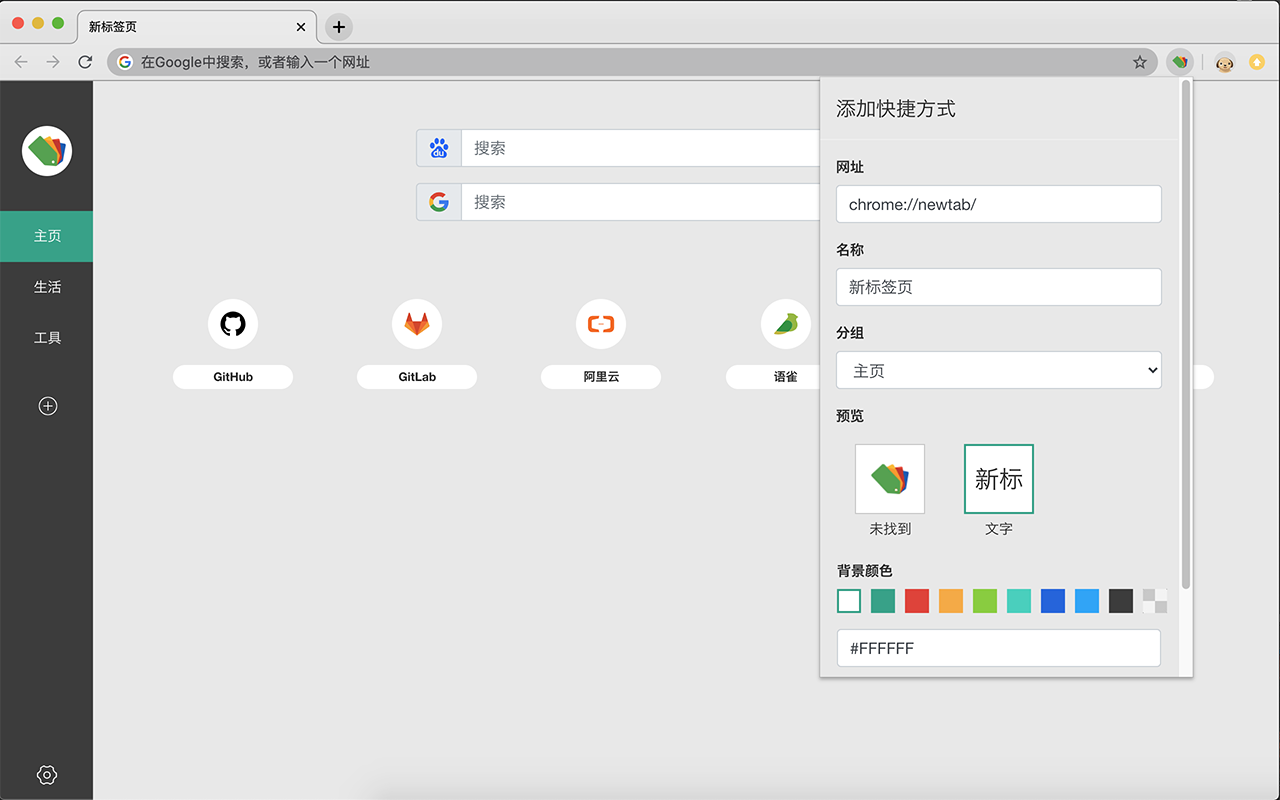 新标签页
在Google中搜索，或者输入一个网址
主页
生活
工具
du
搜索
搜索
GitHub
GitLab
阿里云
语雀
添加快捷方式
网址
chrome://newtab/
名称
新标签页
分组
主页
预览
新标
未找到
文字
背景颜色
#FFFFFF